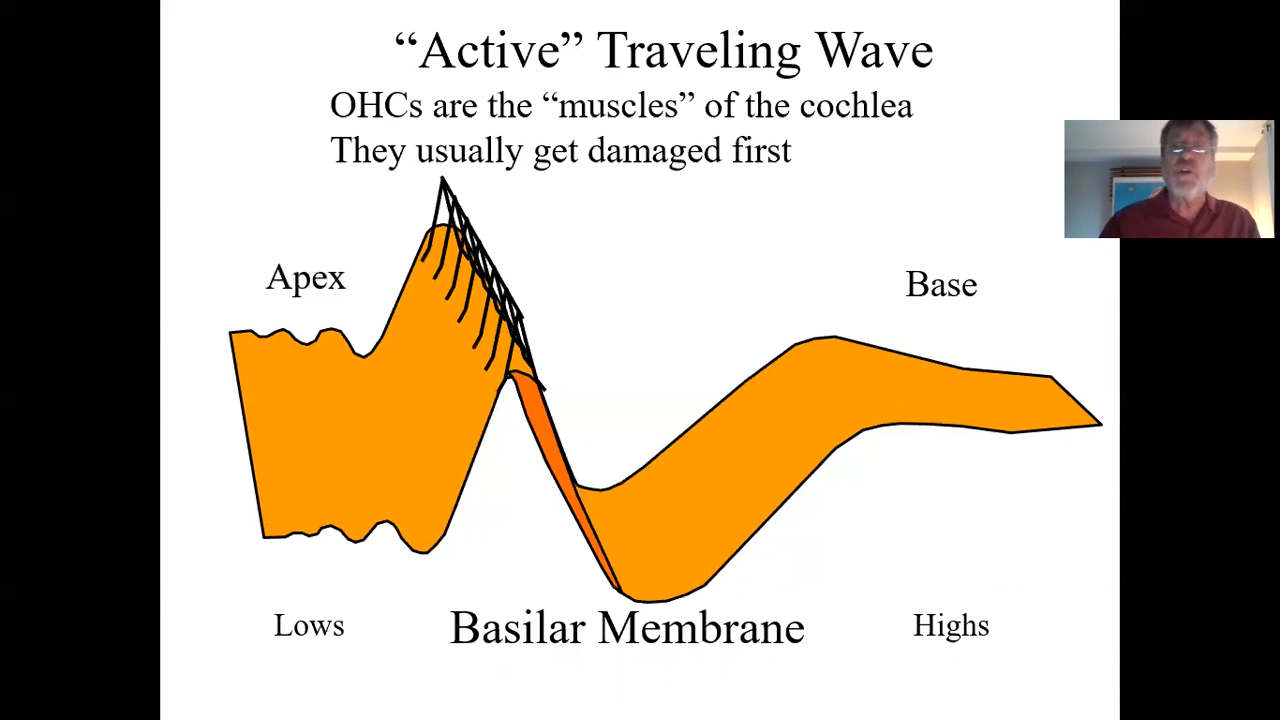 “Active” Traveling Wave
OHCs are the “muscles” of the cochlea
They usually get damaged first
Apex
Base
Lows
Basilar Membrane
Highs